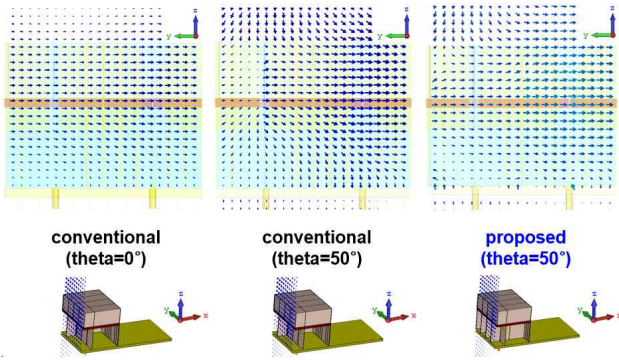 z
Y
z
Y
z
Y
conventional
(theta=0°)
conventional
(theta=50°)
proposed
(theta=50°)
z
Y
x
z
Y
x
z
Y
x